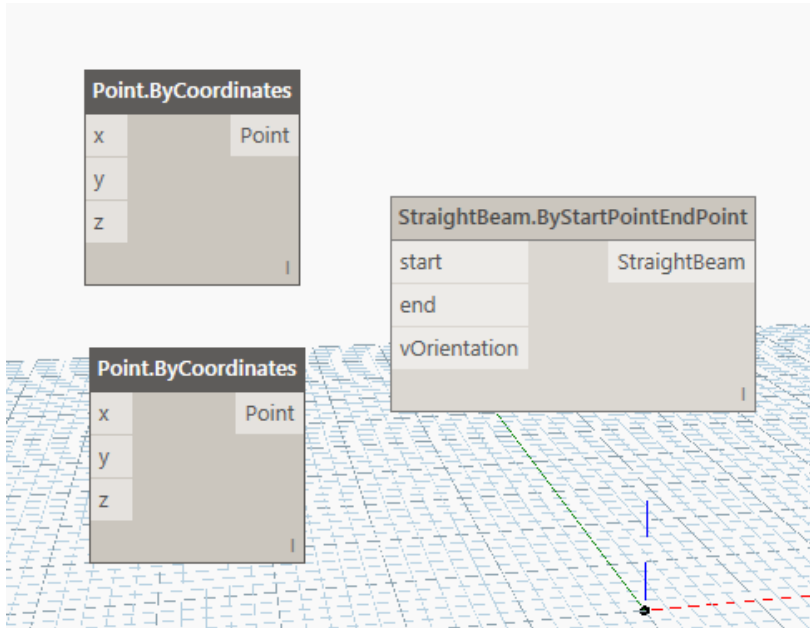 Point.ByCoordinates
x
Point
y
z
I
StraightBeam.ByStartPointEndPoint
start
StraightBeam
end
vOrientation
I
Point.ByCoordinates
x
Point
y
z
I